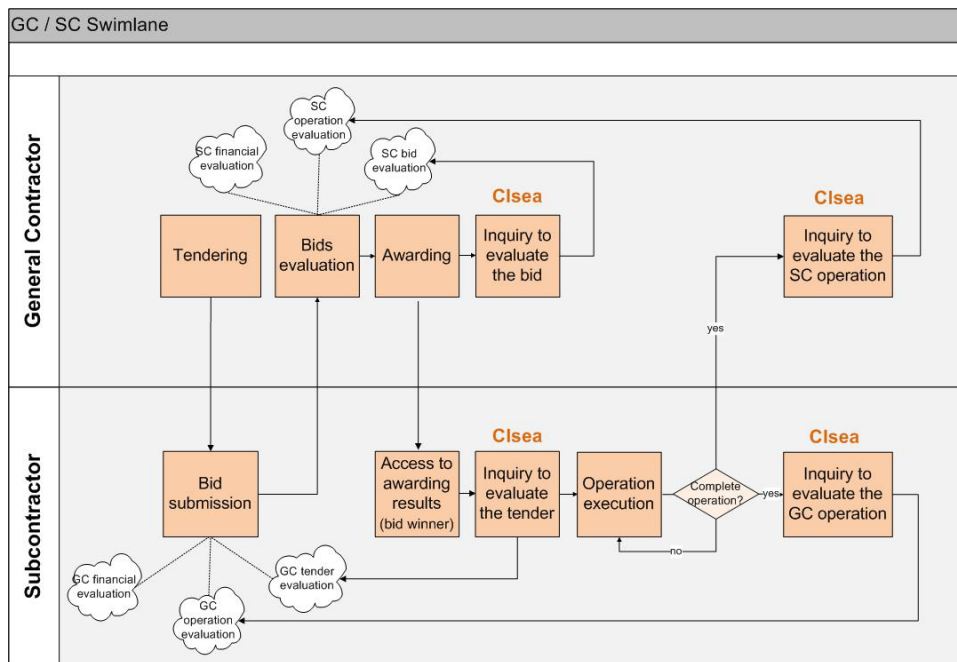 GC / SC Swimlane
General Contractor
SC
operation
evaluation
SC financial
evaluation
SC bid
evaluation
CIsea
CIsea
Tendering
Bids
evaluation
Awarding
Inquiry to
evaluate
the bid
Inquiry to
evaluate the
SC operation
yes
Subcontractor
CIsea
CIsea
Bid
submission
Access to
awarding
results
(bid winner)
Inquiry to
evaluate
the tender
Operation
execution
Complete
operation?
yes
Inquiry to
evaluate the
GC operation
no
GC financial
evaluation
GC tender
evaluation
GC
operation
evaluation